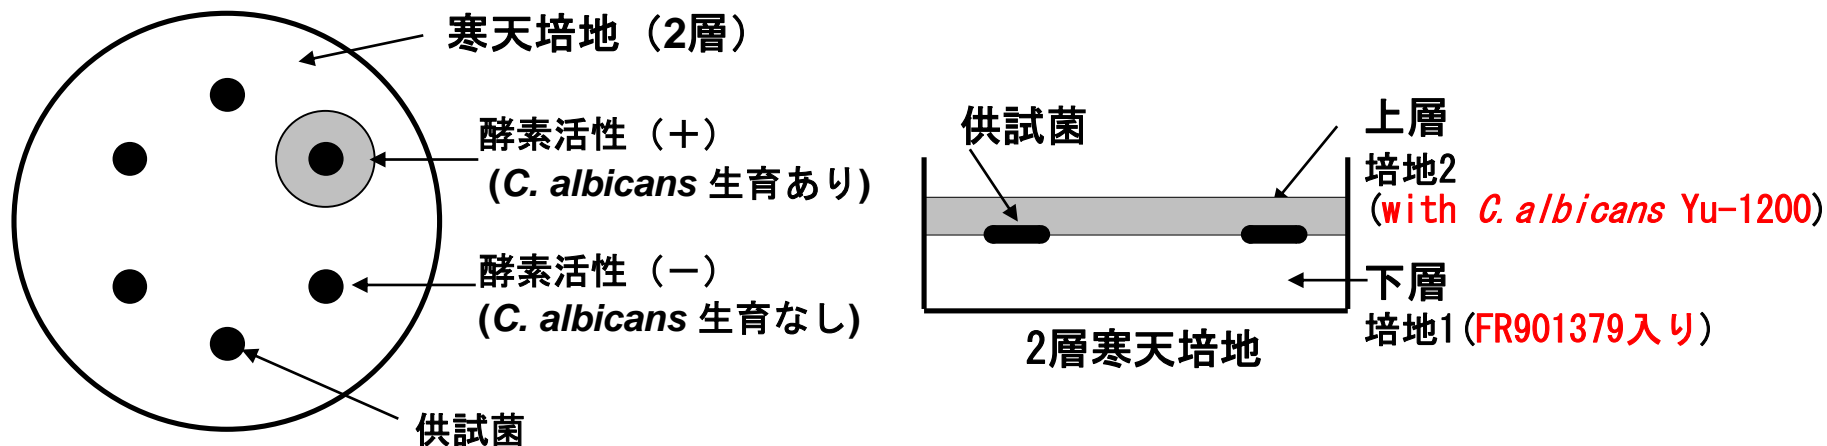 寒天培地（2層）
酵素活性（＋）
(C. albicans 生育あり)
酵素活性（－）
(C. albicans 生育なし)
供試菌
供試菌
上層
培地2
(with C. albicans Yu-1200)
下層
培地1(FR901379入り)
2層寒天培地